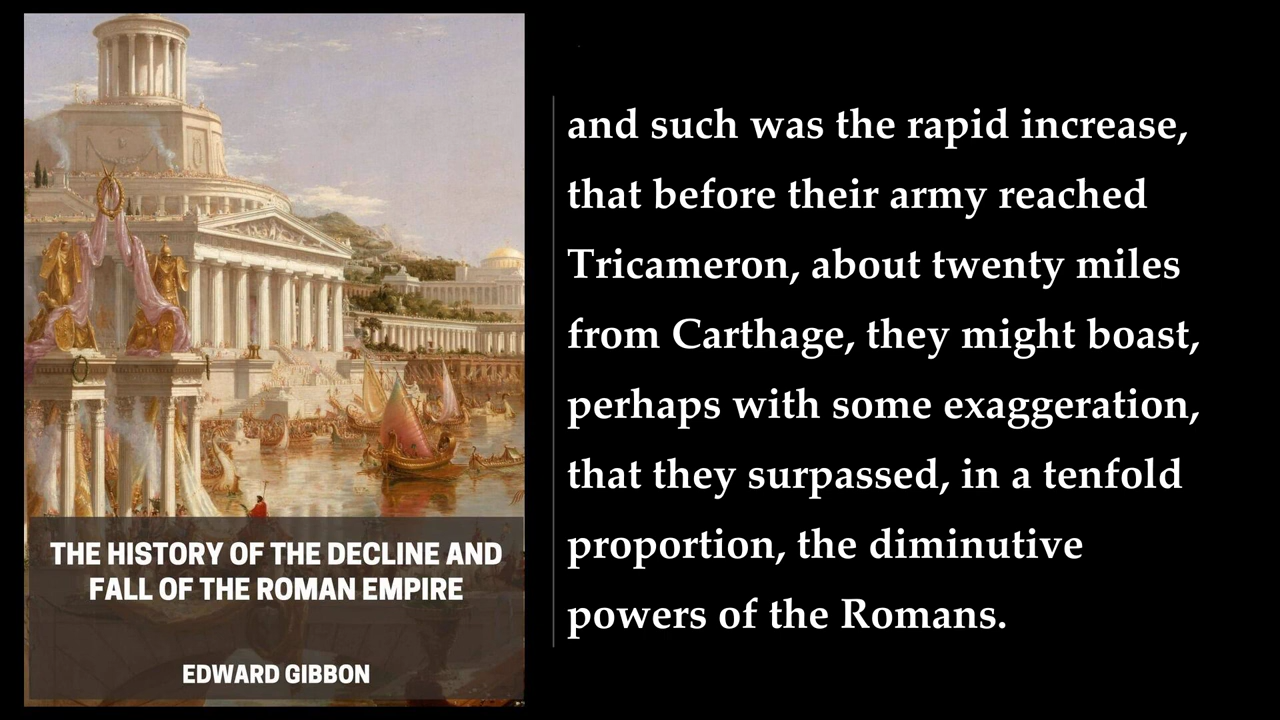 THE HISTORY OF THE DECLINE AND
FALL OF THE ROMAN EMPIRE
EDWARD GIBBON
and such was the rapid increase,
that before their army reached
Tricameron, about twenty miles
from Carthage, they might boast,
perhaps with some exaggeration,
that they surpassed, in a tenfold
proportion, the diminutive
powers of the Romans.